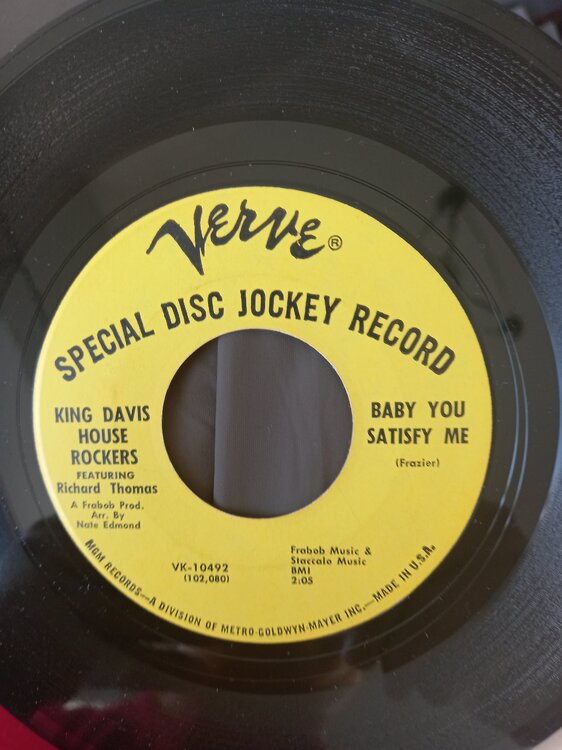 VERVE®
SPECIAL DISC JOCKEY RECORD
KING DAVIS
HOUSE
ROCKERS
FEATURING
Richard Thomas
A Frabob Prod.
Arr. By
Nate Edmond
BABY YOU
SATISFY ME
(Frazier)
VK-10492
(102,080)
Frabob Music &
Staccalo Music
BMI
2:05
MGM RECORDS—A DIVISION OF METRO-GOLDWYN-MAYER INC.—MADE IN U.S.A.